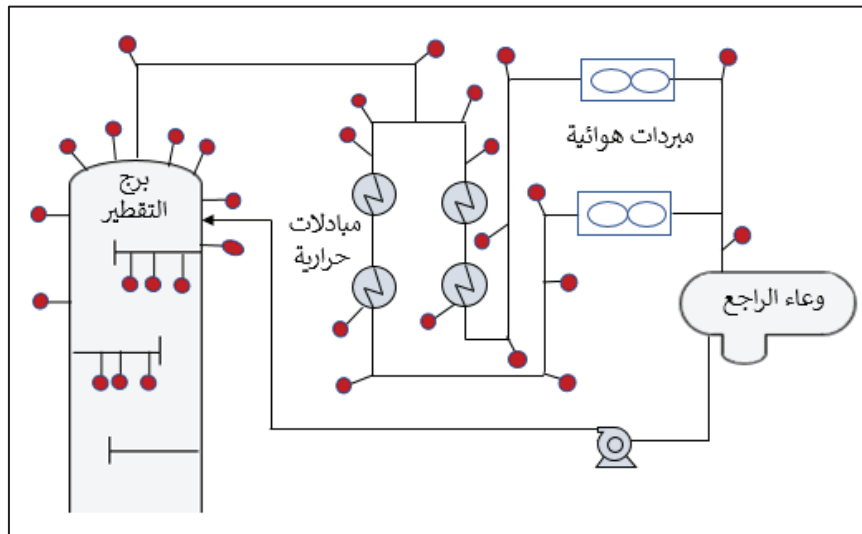 مبردات هوائية
برج
التقطير
مبادلات
حرارية
وعاء الراجع